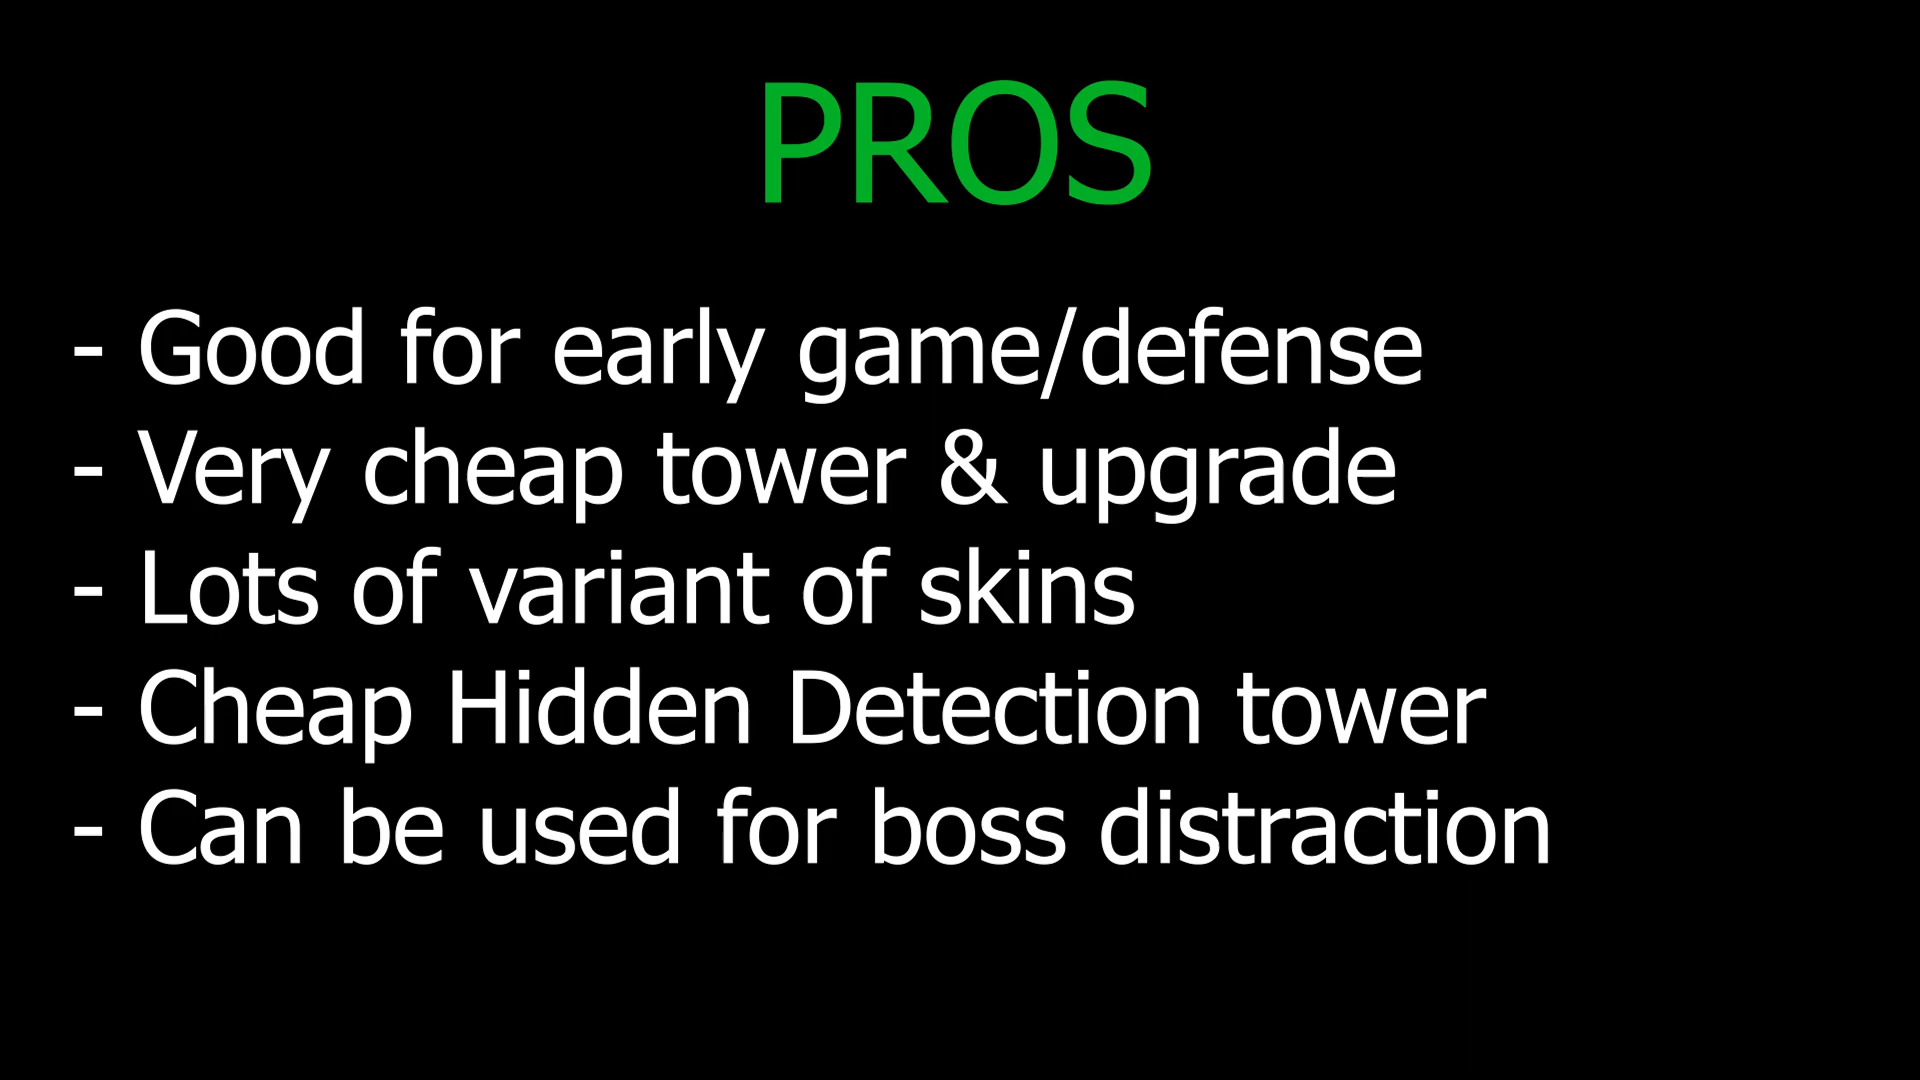 PROS
- Good for early game/defense
- Very cheap tower & upgrade
- Lots of variant of skins
- Cheap Hidden Detection tower
- Can be used for boss distraction